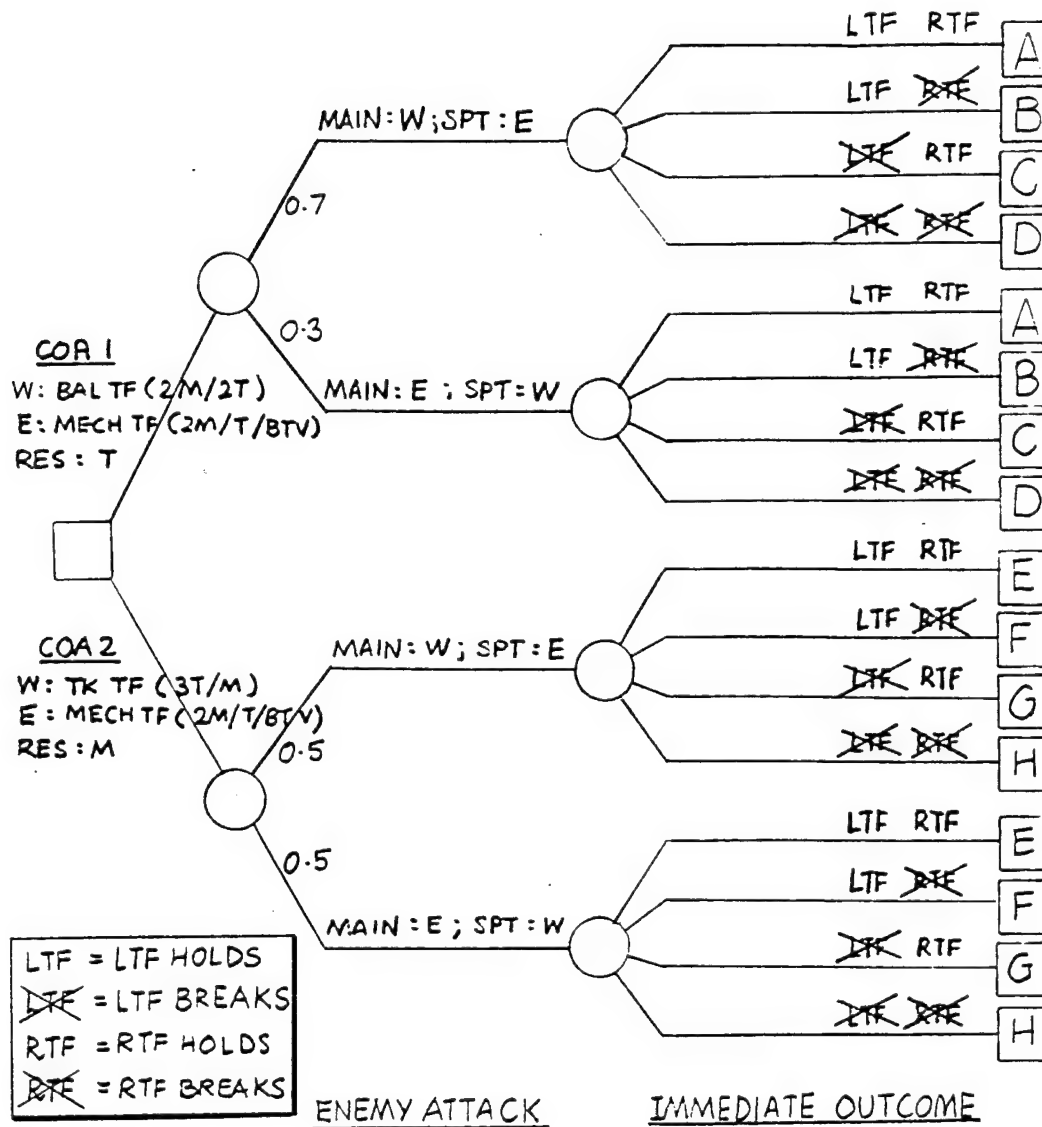 LTF RTF
A
LTF RTF
B
MAIN:W;SPT:E
LTF RTF
C
0.7
LTF RTF
D
LTF RTF
A
0.3
COA 1
LTF RTF
B
W: BAL TF (2M/2T)
MAIN:E ; SPT=W
E: MECH TF (2M/T/BTV)
LTF RTF
C
RES: T
LTF RTF
D
LTF RTF
E
LTF RTF
F
COA 2
MAIN:W; SPT:E
W: TK TF (3T/M)
LTF RTF
G
E: MECH TF (2M/T/BTV)
RES:M
0.5
LTF RTF
H
LTF RTF
E
0.5
LTF RTF
F
MAIN:E ; SPT:W
LTF RTF
G
LTF RTF
H
LTF = LTF HOLDS
LTF = LTF BREAKS
RTF = RTF HOLDS
RTF = RTF BREAKS
ENEMY ATTACK
IMMEDIATE OUTCOME